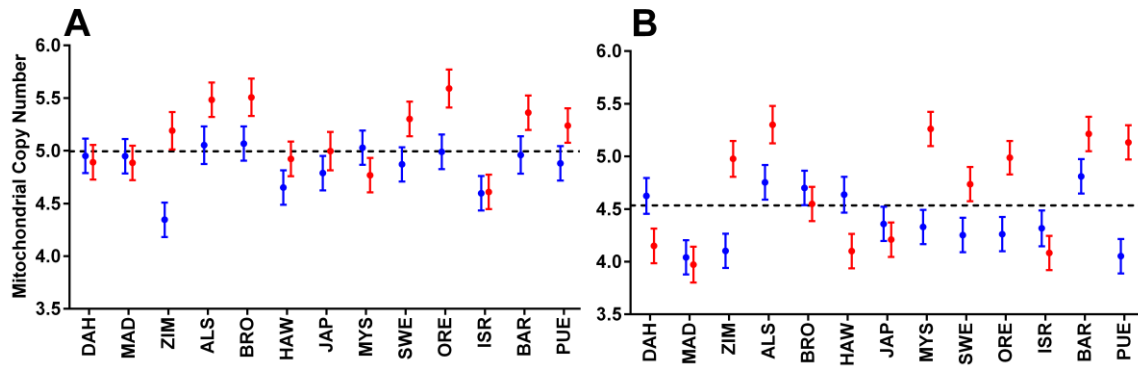 A
Mitochondrial Copy Number
6.0
5.5
5.0
4.5
4.0
3.5
DAH MAD ZIM ALS BRO HAW JAP MYS SWE ORE ISR BAR PUE
B
6.0
5.5
5.0
4.5
4.0
3.5
DAH MAD ZIM ALS BRO HAW JAP MYS SWE ORE ISR BAR PUE